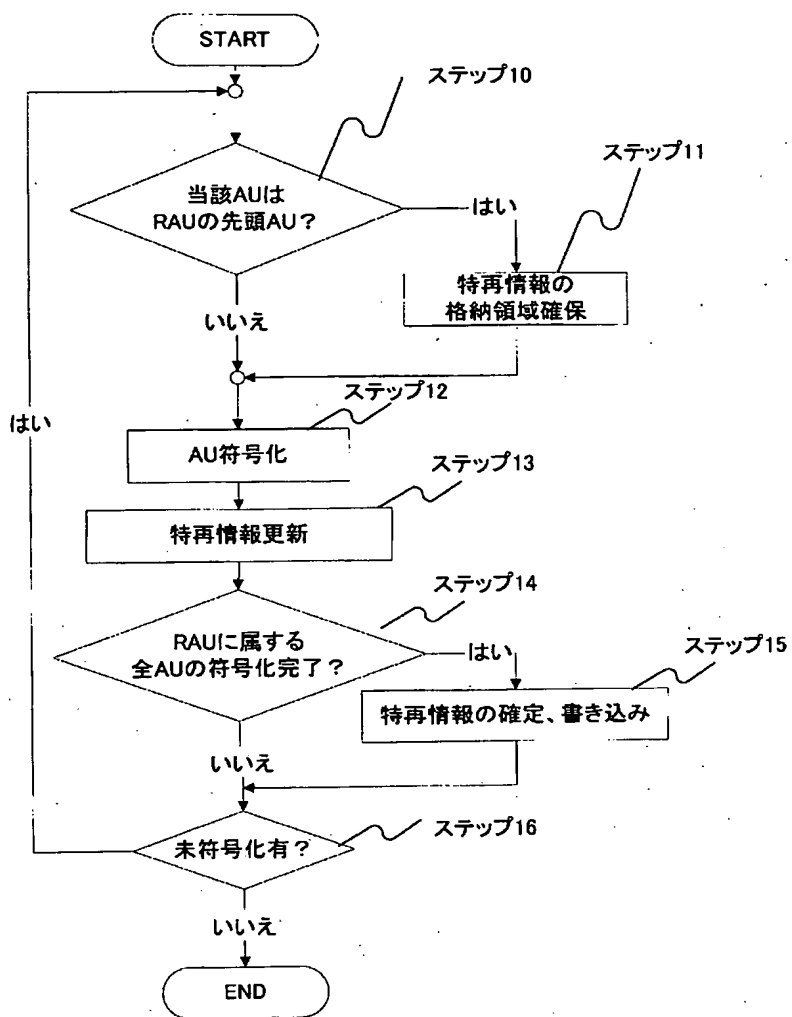 START
ステップ10
当該AUは
RAUの先頭AU？
はい
ステップ11
特再情報の
格納領域確保
いいえ
ステップ12
はい
AU符号化
ステップ13
特再情報更新
ステップ14
RAUに属する
全AUの符号化完了？
はい
ステップ15
特再情報の確定、書き込み
いいえ
ステップ16
未符号化有？
いいえ
END